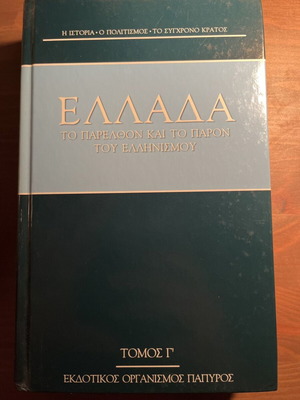 Η ΙΣΤΟΡΙΑ • Ο ΠΟΛΙΤΙΣΜΟΣ • ΤΟ ΣΥΓΧΡΟΝΟ ΚΡΑΤΟΣ
ΕΛΛΑΔΑ
ΤΟ ΠΑΡΕΛΘΟΝ ΚΑΙ ΤΟ ΠΑΡΟΝ
ΤΟΥ ΕΛΛΗΝΙΣΜΟΥ
ΤΟΜΟΣ Γ'
ΕΚΔΟΤΙΚΟΣ ΟΡΓΑΝΙΣΜΟΣ ΠΑΠΥΡΟΣ